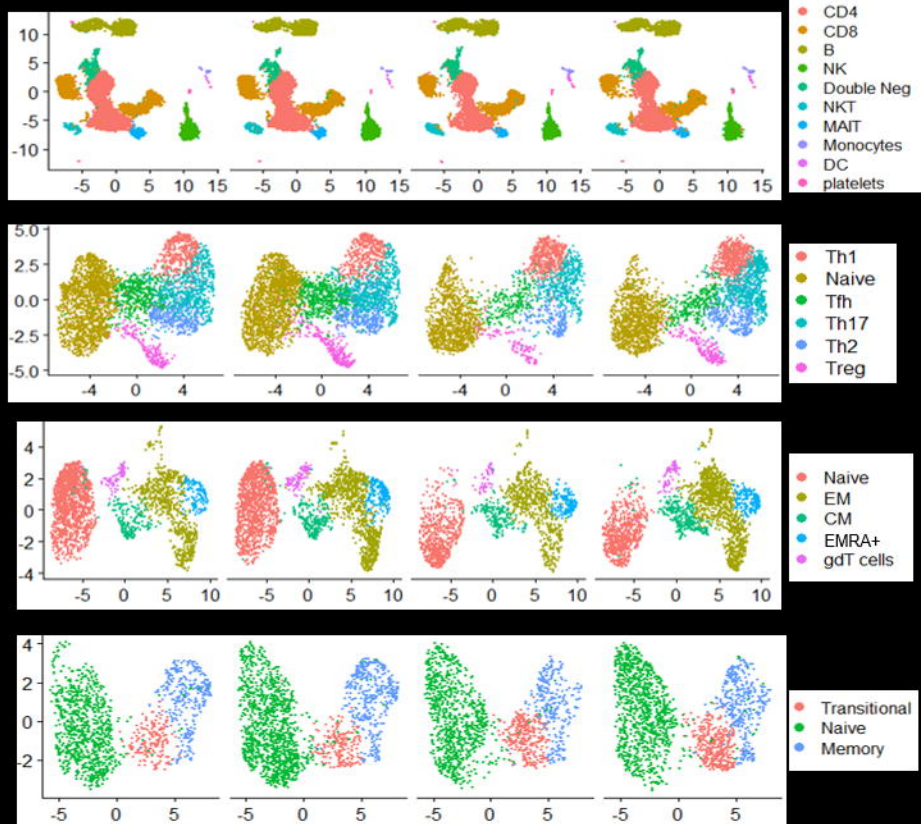 10
5
0
-5
-10
-5 0 5 10 15 -5 0 5 10 15 -5 0 5 10 15 -5 0 5 10 15
CD4
CD8
B
NK
Double Neg
NKT
MAIT
Monocytes
DC
platelets
5.0
2.5
0.0
-2.5
-5.0
-4 0 4 -4 0 4 -4 0 4 -4 0 4
Th1
Naive
Tfh
Th17
Th2
Treg
4
2
0
-2
-4
-5 0 5 10 -5 0 5 10 -5 0 5 10 -5 0 5 10
Naive
EM
CM
EMRA+
gdT cells
4
2
0
-2
-5 0 5 -5 0 5 -5 0 5 -5 0 5
Transitional
Naive
Memory